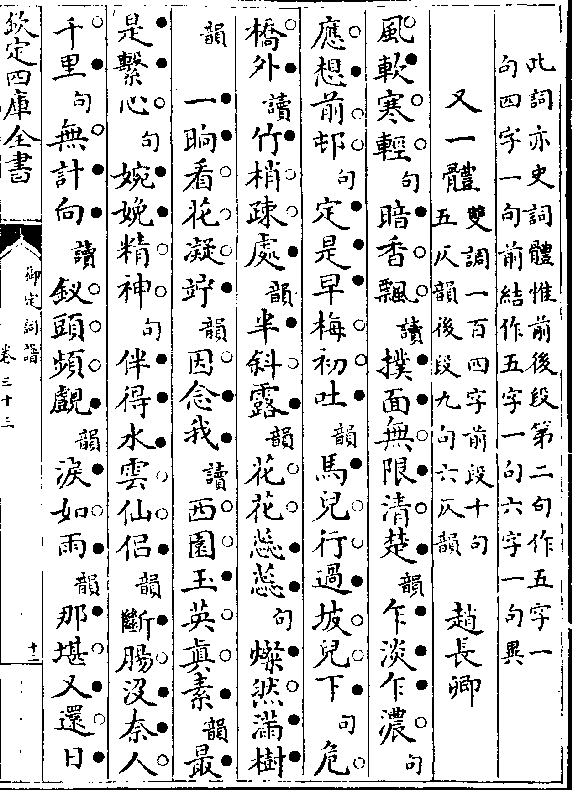 此詞亦史詞體惟前後段第二句作五字一
句四字一句前結作五字一句六字一句異
又一體 雙調一百四字前段十句
五仄韻後段九句六仄韻 趙長卿
風軟寒輕句暗香飄讀撲面無限清楚韻乍淡乍濃句
應想前邨句定是早梅初吐韻馬兒行過坡兒下句危
橋外讀竹梢疎處韻半斜露韻花花蕊蕊句燦然滿樹
韻 一晌看花凝竚韻因念我讀西園玉英眞素韻最
是繫心句婉娩精神句伴得水雲仙侶韻斷腸沒奈人
千里句無計向讀釵頭頻覷韻淚如雨韻那堪又還日
欽定四庫全書
御定詞譜
卷三十三